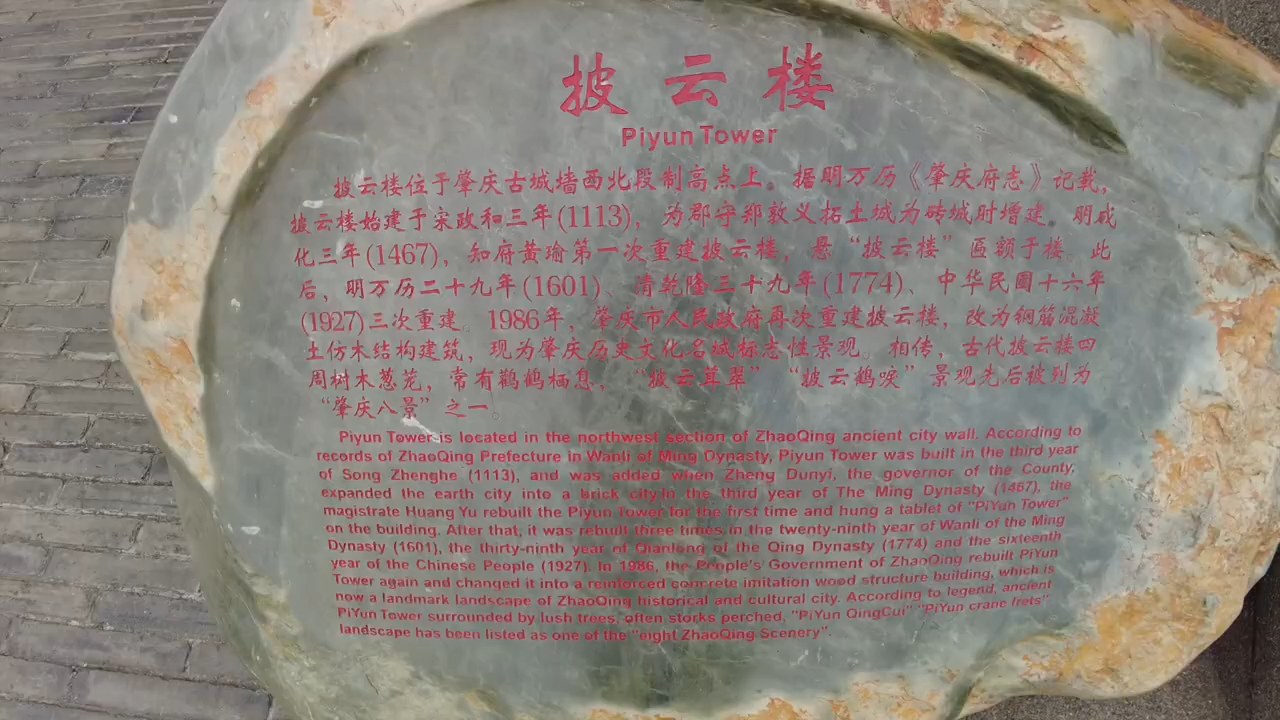 披云楼
Piyun Tower
披云楼位于肇庆古城墙西北段制高点上。据明万历《肇庆府志》记载,
披云楼始建于宋政和三年(1113), 为郡守郑敦义拓土城为砖城时增建。明成
化三年(1467), 知府黄瑜第一次重建披云楼, 悬“披云楼”匾额于楼。此
后, 明万历二十九年(1601)、清乾隆三十九年(1774)、中华民国十六年
(1927)三次重建。1986年, 肇庆市人民政府再次重建披云楼, 改为钢筋混凝
土仿木结构建筑, 现为肇庆历史文化名城标志性景观。相传, 古代披云楼四
周树木葱茏, 常有鹳鹤栖息, “披云耸翠”“披云鹤唳”景观先后被列为
“肇庆八景”之一。
Piyun Tower is located in the northwest section of ZhaoQing ancient city wall. According to
records of ZhaoQing Prefecture in Wanli of Ming Dynasty, Piyun Tower was built in the third year
of Song Zhenghe (1113), and was added when Zheng Dunyi, the governor of the County,
expanded the earth city into a brick city.In the third year of The Ming Dynasty (1467), the
magistrate Huang Yu rebuilt the Piyun Tower for the first time and hung a tablet of "PiYun Tower"
on the building. After that, it was rebuilt three times in the twenty-ninth year of Wanli of the Ming
Dynasty (1601), the thirty-ninth year of Qianlong of the Qing Dynasty (1774) and the sixteenth
year of the Chinese People (1927). In 1986, the People's Government of ZhaoQing rebuilt PiYun
Tower again and changed it into a reinforced concrete imitation wood structure building, which is
now a landmark landscape of ZhaoQing historical and cultural city. According to legend, ancient
PiYun Tower surrounded by lush trees, often storks perched, "PiYun QingCui" "PiYun crane frets"
landscape has been listed as one of the "eight ZhaoQing Scenery".